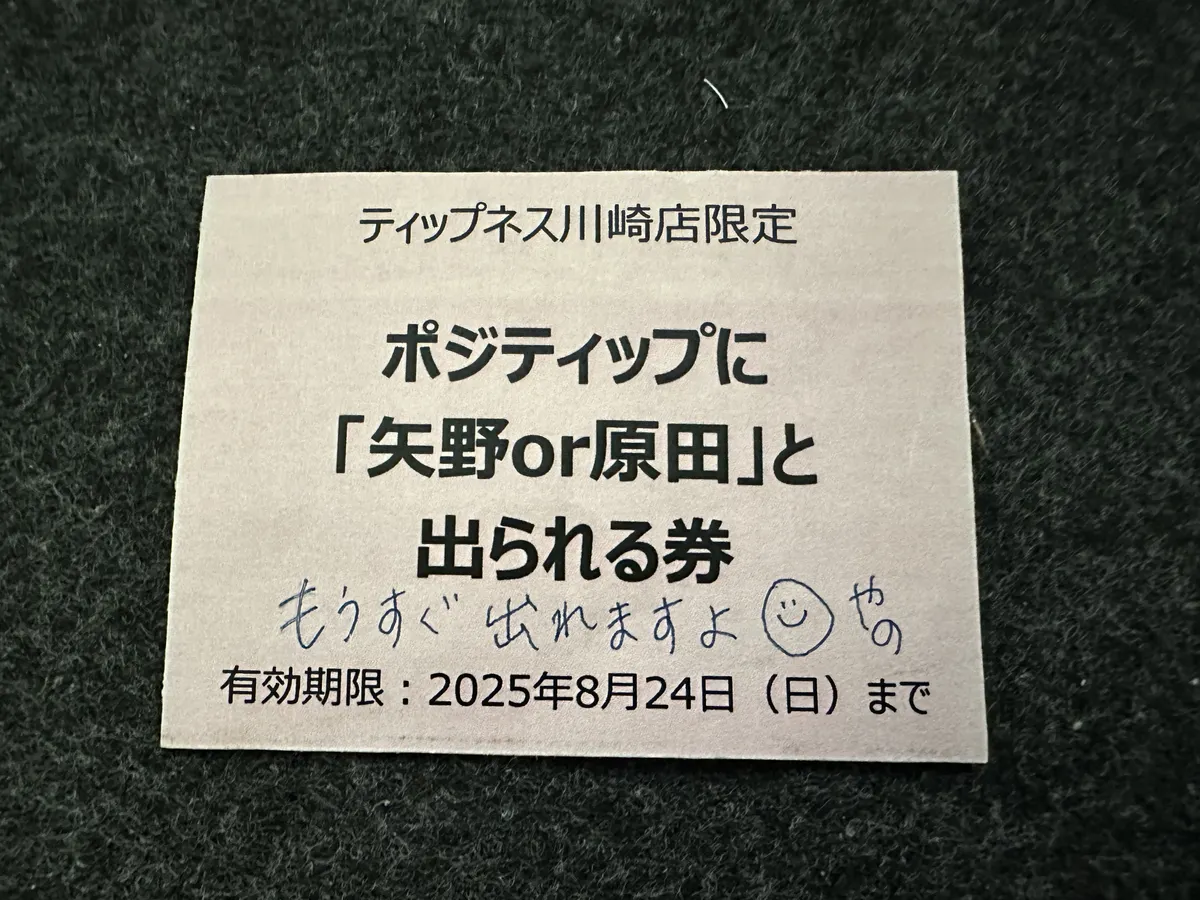 ティップネス川崎店限定
ポジティップに
「矢野or原田」と
出られる券
もうすぐ出れますよ やの
有効期限：2025年8月24日（日）まで